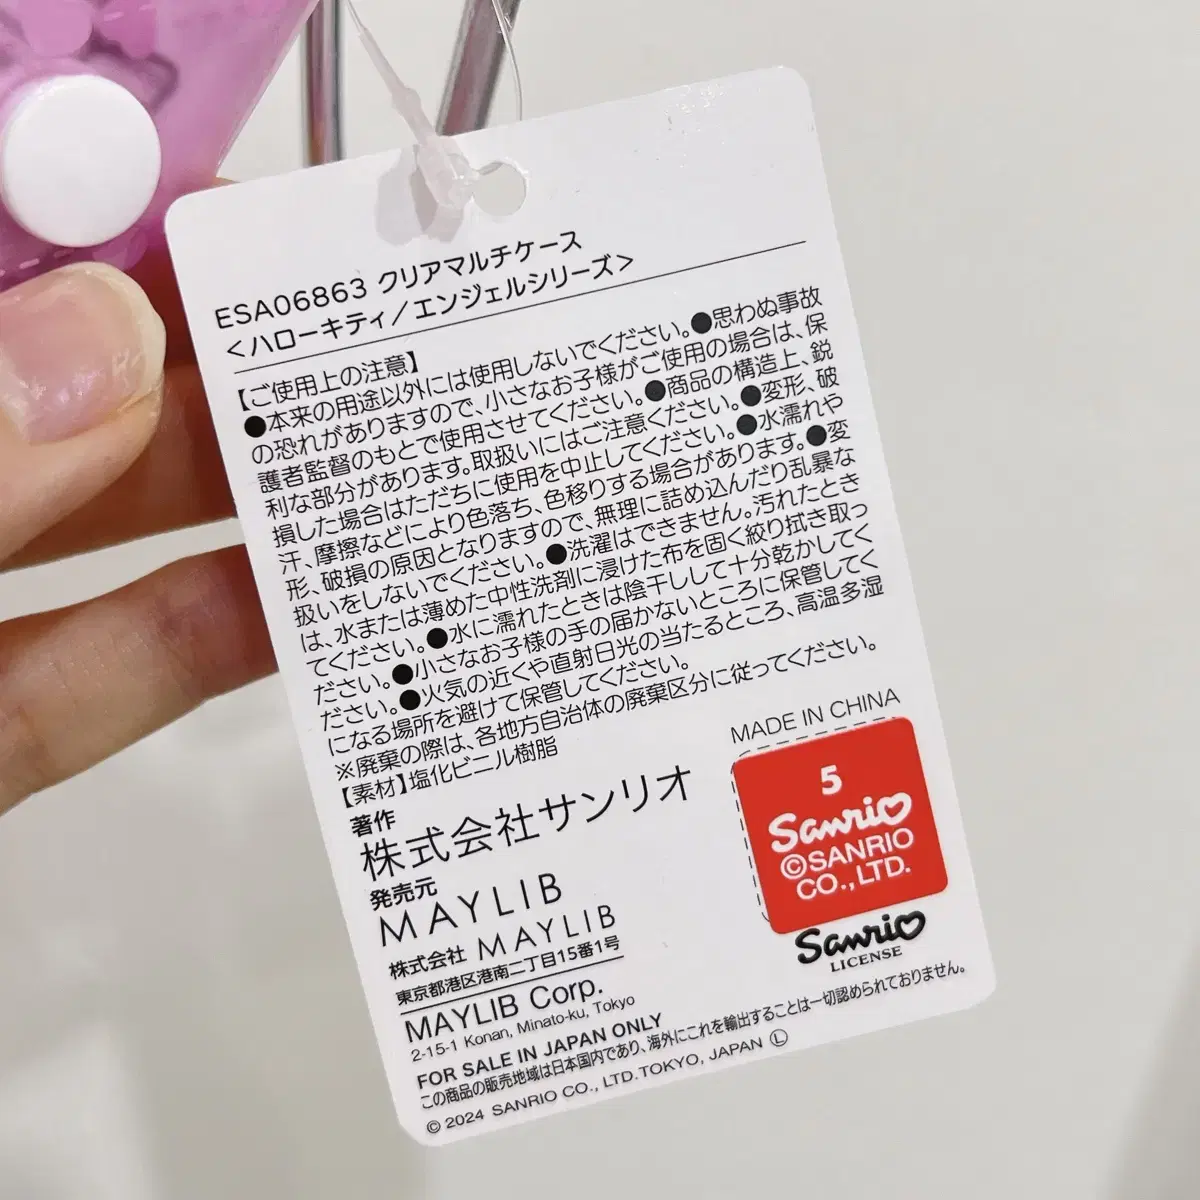 ESA06863 クリアマルチケース
<ハローキティ/エンジェルシリーズ>
【ご使用上の注意】
●本来の用途以外には使用しないでください。●思わぬ事故
の恐れがありますので、小さなお子様がご使用の場合は、保
護者監督のもとで使用させてください。●商品の構造上、鋭
利な部分があります。取扱いにはご注意ください。●変形、破
損した場合はただちに使用を中止してください。●水濡れや
汗、摩擦などにより色落ち、色移りする場合があります。●変
形、破損の原因となりますので、無理に詰め込んだり乱暴な
扱いをしないでください。●洗濯はできません。汚れたとき
は、水または薄めた中性洗剤に浸けた布を固く絞り拭き取っ
てください。●水に濡れたときは陰干しして十分乾かしてく
ださい。●小さなお子様の手の届かないところに保管してく
ださい。●火気の近くや直射日光の当たるところ、高温多湿
になる場所を避けて保管してください。
※廃棄の際は、各地方自治体の廃棄区分に従ってください。
【素材】塩化ビニル樹脂
MADE IN CHINA
著作
株式会社サンリオ
5
Sanrio
©SANRIO
CO.,LTD.
Sanrio
LICENSE
発売元
MAYLIB
株式会社 MAYLIB
東京都港区港南二丁目15番1号
MAYLIB Corp.
2-15-1 Konan, Minato-ku, Tokyo
FOR SALE IN JAPAN ONLY
この商品の販売地域は日本国内であり、海外にこれを輸出することは一切認められておりません。
© 2024 SANRIO CO., LTD.TOKYO, JAPAN Ⓛ